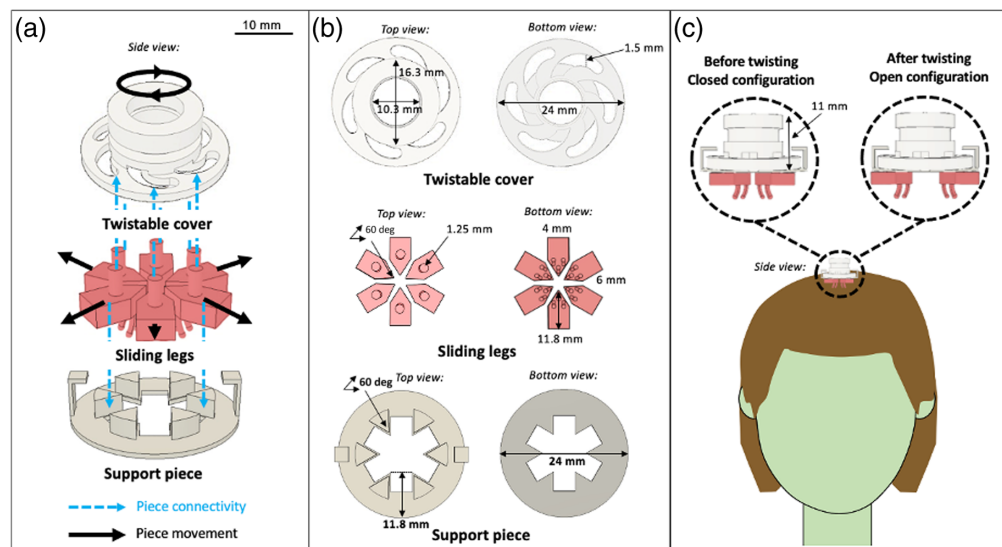 (a)
10 mm
Side view:
Twistable cover
Sliding legs
Support piece
Piece connectivity
Piece movement
(b)
Top view:
Bottom view:
1.5 mm
16.3 mm
10.3 mm
24 mm
Twistable cover
Top view:
Bottom view:
60 deg
1.25 mm
4 mm
6 mm
11.8 mm
Sliding legs
Top view:
Bottom view:
60 deg
24 mm
11.8 mm
Support piece
(c)
Before twisting
Closed configuration
After twisting
Open configuration
11 mm
Side view: